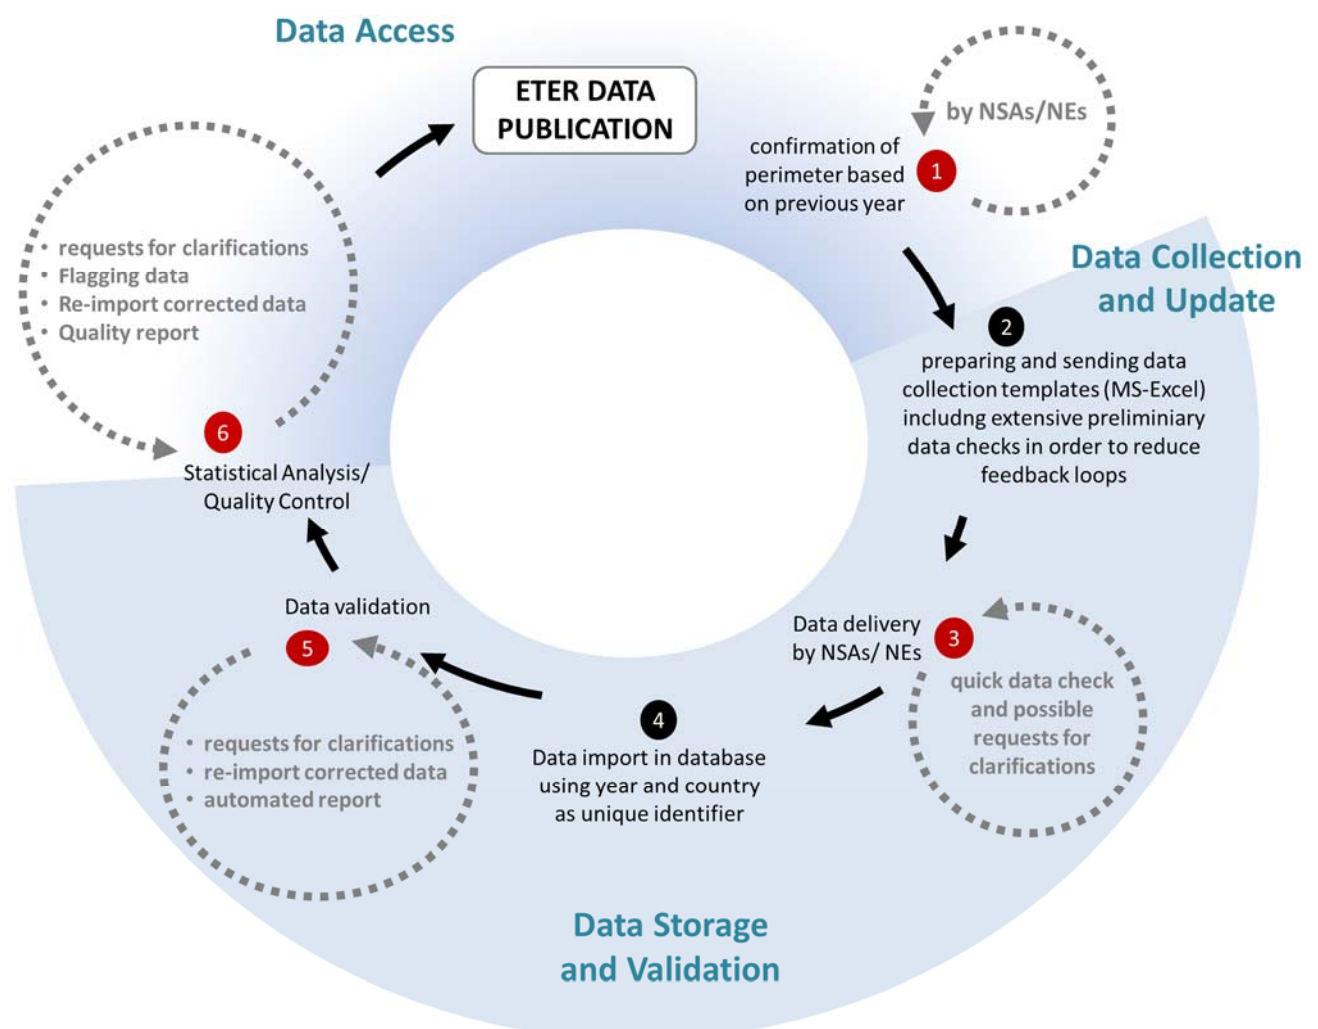 Data Access
ETER DATA
PUBLICATION
by NSAs/NEs
confirmation of
perimeter based
on previous year
1
Data Collection
and Update
2
preparing and sending data
collection templates (MS-Excel)
includng extensive preliminiary
data checks in order to reduce
feedback loops
Data delivery
by NSAs/ NEs
3
quick data check
and possible
requests for
clarifications
4
Data import in database
using year and country
as unique identifier
Data validation
5
• requests for clarifications
• re-import corrected data
• automated report
6
Statistical Analysis/
Quality Control
• requests for clarifications
• Flagging data
• Re-import corrected data
• Quality report
Data Storage
and Validation